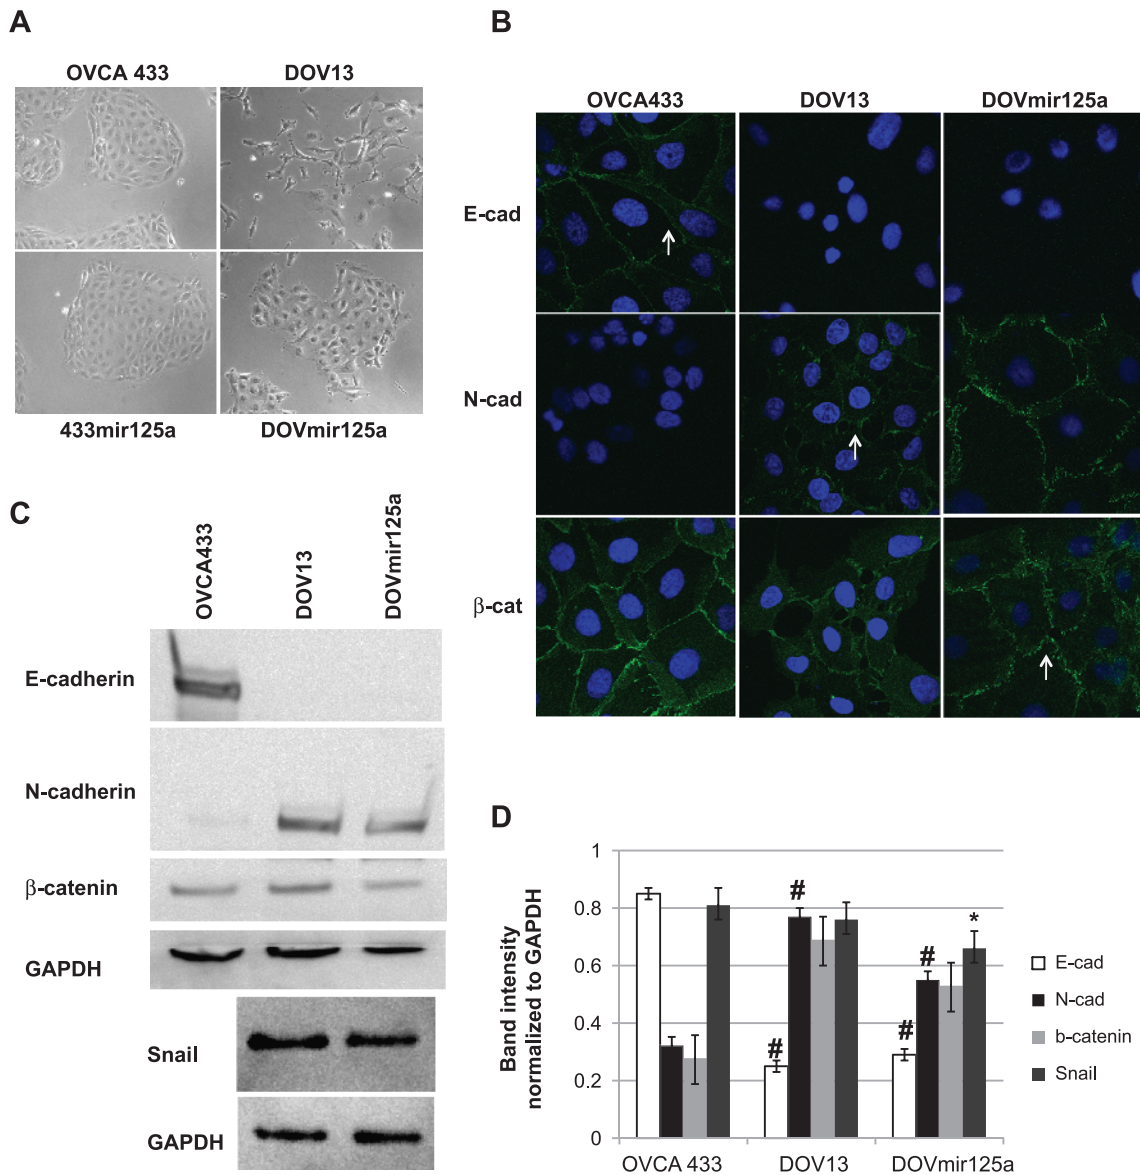 A
OVCA 433 DOV13
433mir125a DOVmir125a
B
OVCA433 DOV13 DOVmir125a
E-cad
N-cad
β-cat
C
OVCA433 DOV13 DOVmir125a
E-cadherin
N-cadherin
β-catenin
GAPDH
Snail
GAPDH
D
Band intensity
normalized to GAPDH
1
0.8
0.6
0.4
0.2
0
#
#
#
#
*
OVCA 433 DOV13 DOVmir125a
E-cad
N-cad
b-catenin
Snail